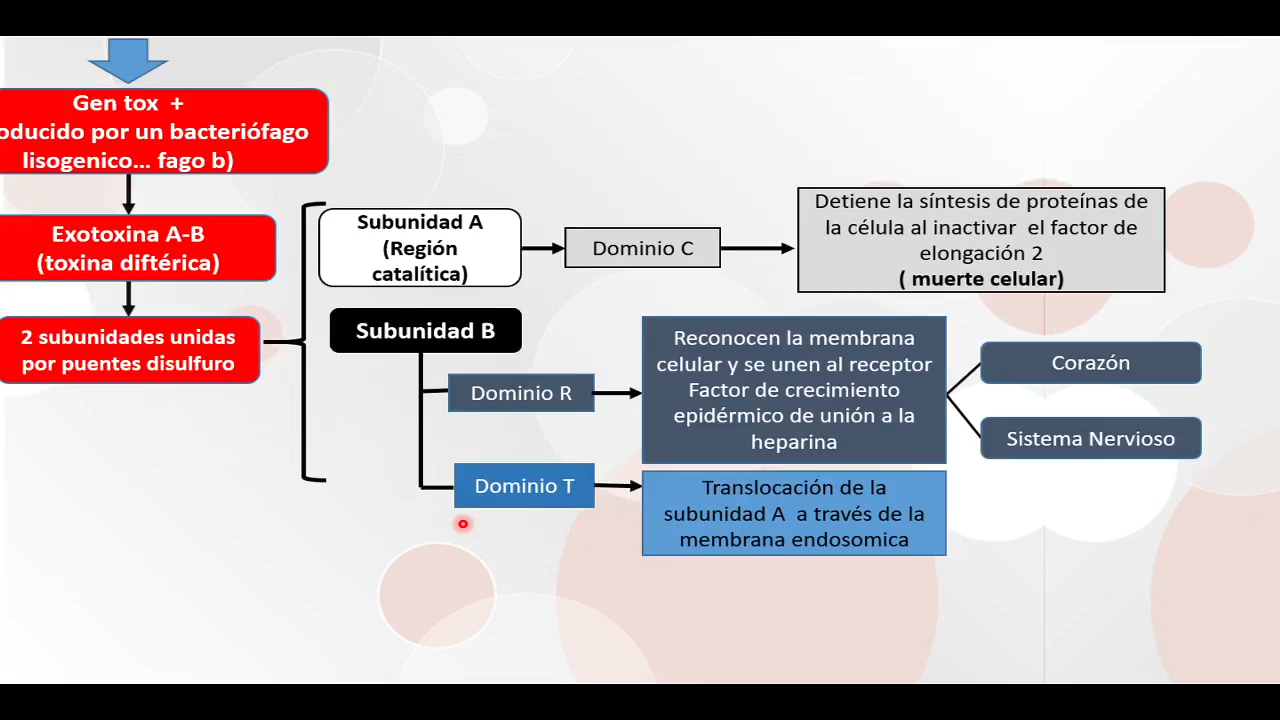 Gen tox +
oducido por un bacteriófago
lisogenico... fago b)
Exotoxina A-B
(toxina diftérica)
2 subunidades unidas
por puentes disulfuro
Subunidad A
(Región
catalítica)
Dominio C
Detiene la síntesis de proteínas de
la célula al inactivar el factor de
elongación 2
( muerte celular)
Subunidad B
Dominio R
Reconocen la membrana
celular y se unen al receptor
Factor de crecimiento
epidérmico de unión a la
heparina
Corazón
Sistema Nervioso
Dominio T
Translocación de la
subunidad A a través de la
membrana endosomica